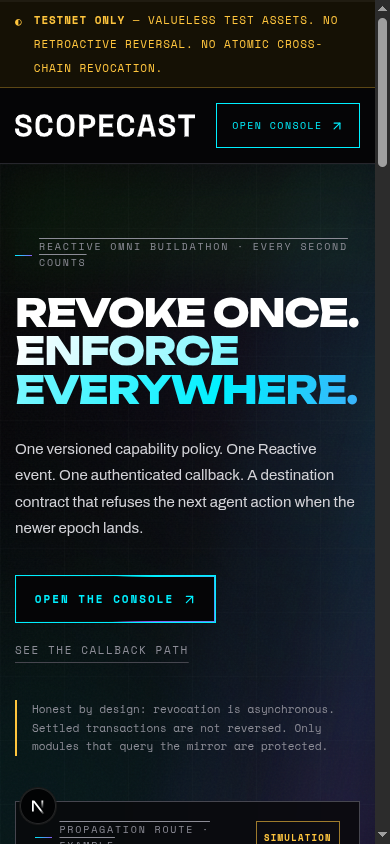 ◐ TESTNET ONLY — VALUELESS TEST ASSETS. NO
RETROACTIVE REVERSAL. NO ATOMIC CROSS-
CHAIN REVOCATION.
SCOPECAST
OPEN CONSOLE
REACTIVE OMNI BUILDATHON · EVERY SECOND
COUNTS
REVOKE ONCE.
ENFORCE
EVERYWHERE.
One versioned capability policy. One Reactive
event. One authenticated callback. A destination
contract that refuses the next agent action when the
newer epoch lands.
OPEN THE CONSOLE
SEE THE CALLBACK PATH
Honest by design: revocation is asynchronous.
Settled transactions are not reversed. Only
modules that query the mirror are protected.
N
PROPAGATION ROUTE ·
SIMULATION